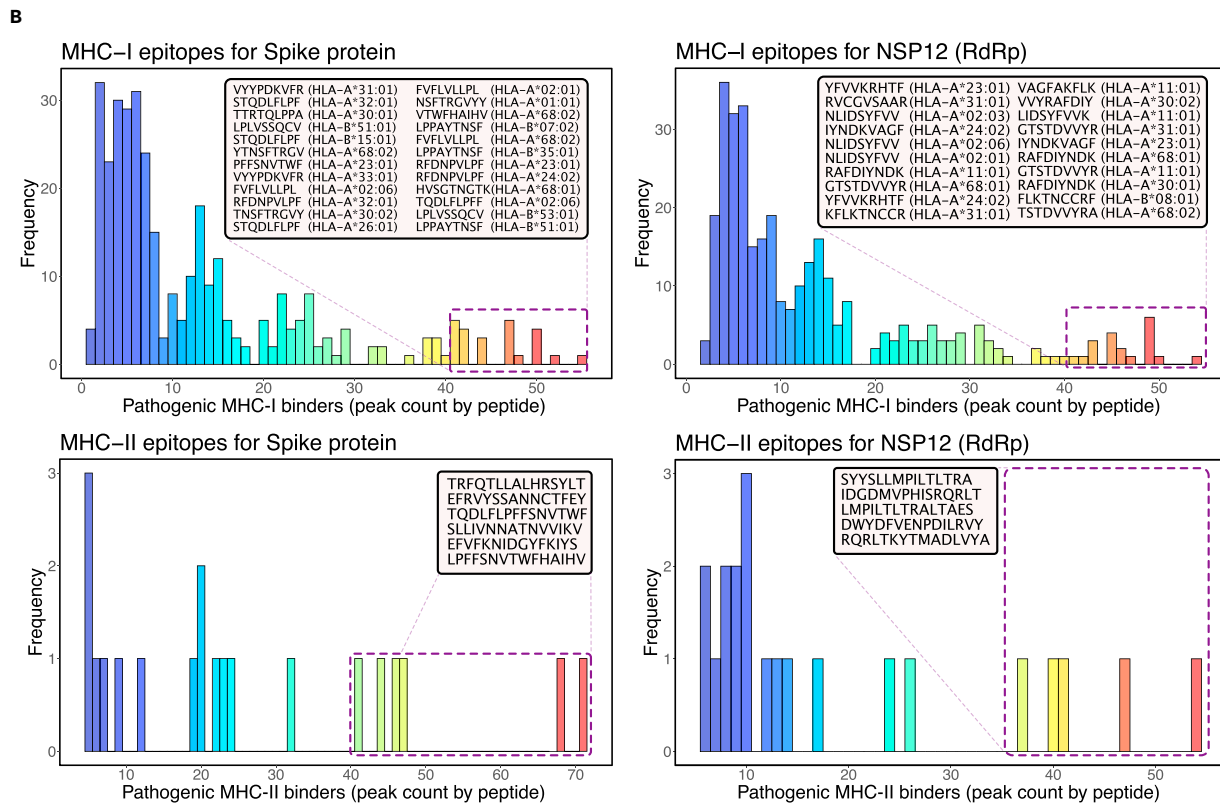 B
MHC–I epitopes for Spike protein
Frequency
30
20
10
0
VYYPDKVFR (HLA–A*31:01) FVFLVLLPL (HLA–A*02:01)
STQDLFLPF (HLA–A*32:01) NSFTRGVYY (HLA–A*01:01)
TTRTQLPPA (HLA–A*30:01) VTWFHAIHV (HLA–A*68:02)
LPLVSSQCV (HLA–B*51:01) LPPAYTNSF (HLA–B*07:02)
STQDLFLPF (HLA–B*15:01) FVFLVLLPL (HLA–A*68:02)
YTNSFTRGV (HLA–A*68:02) LPPAYTNSF (HLA–B*35:01)
PFFSNVTWF (HLA–A*23:01) RFDNPVLPF (HLA–A*23:01)
VYYPDKVFR (HLA–A*33:01) RFDNPVLPF (HLA–A*24:02)
FVFLVLLPL (HLA–A*02:06) HVSGTNGTK (HLA–A*68:01)
RFDNPVLPF (HLA–A*32:01) TQDLFLPFF (HLA–A*02:06)
TNSFTRGVY (HLA–A*30:02) LPLVSSQCV (HLA–B*53:01)
STQDLFLPF (HLA–A*26:01) LPPAYTNSF (HLA–B*51:01)
0 10 20 30 40 50
Pathogenic MHC-I binders (peak count by peptide)
MHC–I epitopes for NSP12 (RdRp)
Frequency
30
20
10
0
YFVVKRHTF (HLA–A*23:01) VAGFAKFLK (HLA–A*11:01)
RVCGVSAAR (HLA–A*31:01) VVYRAFDIY (HLA–A*30:02)
NLIDSYFVV (HLA–A*02:03) LIDSYFVVK (HLA–A*11:01)
IYNDKVAGF (HLA–A*24:02) GTSTDVVYR (HLA–A*31:01)
NLIDSYFVV (HLA–A*02:06) IYNDKVAGF (HLA–A*23:01)
NLIDSYFVV (HLA–A*02:01) RAFDIYNDK (HLA–A*68:01)
RAFDIYNDK (HLA–A*11:01) GTSTDVVYR (HLA–A*11:01)
GTSTDVVYR (HLA–A*68:01) RAFDIYNDK (HLA–A*30:01)
YFVVKRHTF (HLA–A*24:02) FLKTNCCRF (HLA–B*08:01)
KFLKTNCCR (HLA–A*31:01) TSTDVVYRA (HLA–A*68:02)
0 10 20 30 40 50
Pathogenic MHC-I binders (peak count by peptide)
MHC–II epitopes for Spike protein
Frequency
3
2
1
0
TRFQTLLALHRSYLT
EFRVYSSANNCTFEY
TQDLFLPFFSNVTWF
SLLIVNNATNVVIKV
EFVFKNIDGYFKIYS
LPFFSNVTWFHAIHV
10 20 30 40 50 60 70
Pathogenic MHC-II binders (peak count by peptide)
MHC–II epitopes for NSP12 (RdRp)
Frequency
3
2
1
0
SYYSLLMPILTLTRA
IDGDMVPHISRQRLT
LMPILTLTRALTAES
DWYDFVENPDILRVY
RQRLTKYTMADLVYA
10 20 30 40 50
Pathogenic MHC-II binders (peak count by peptide)